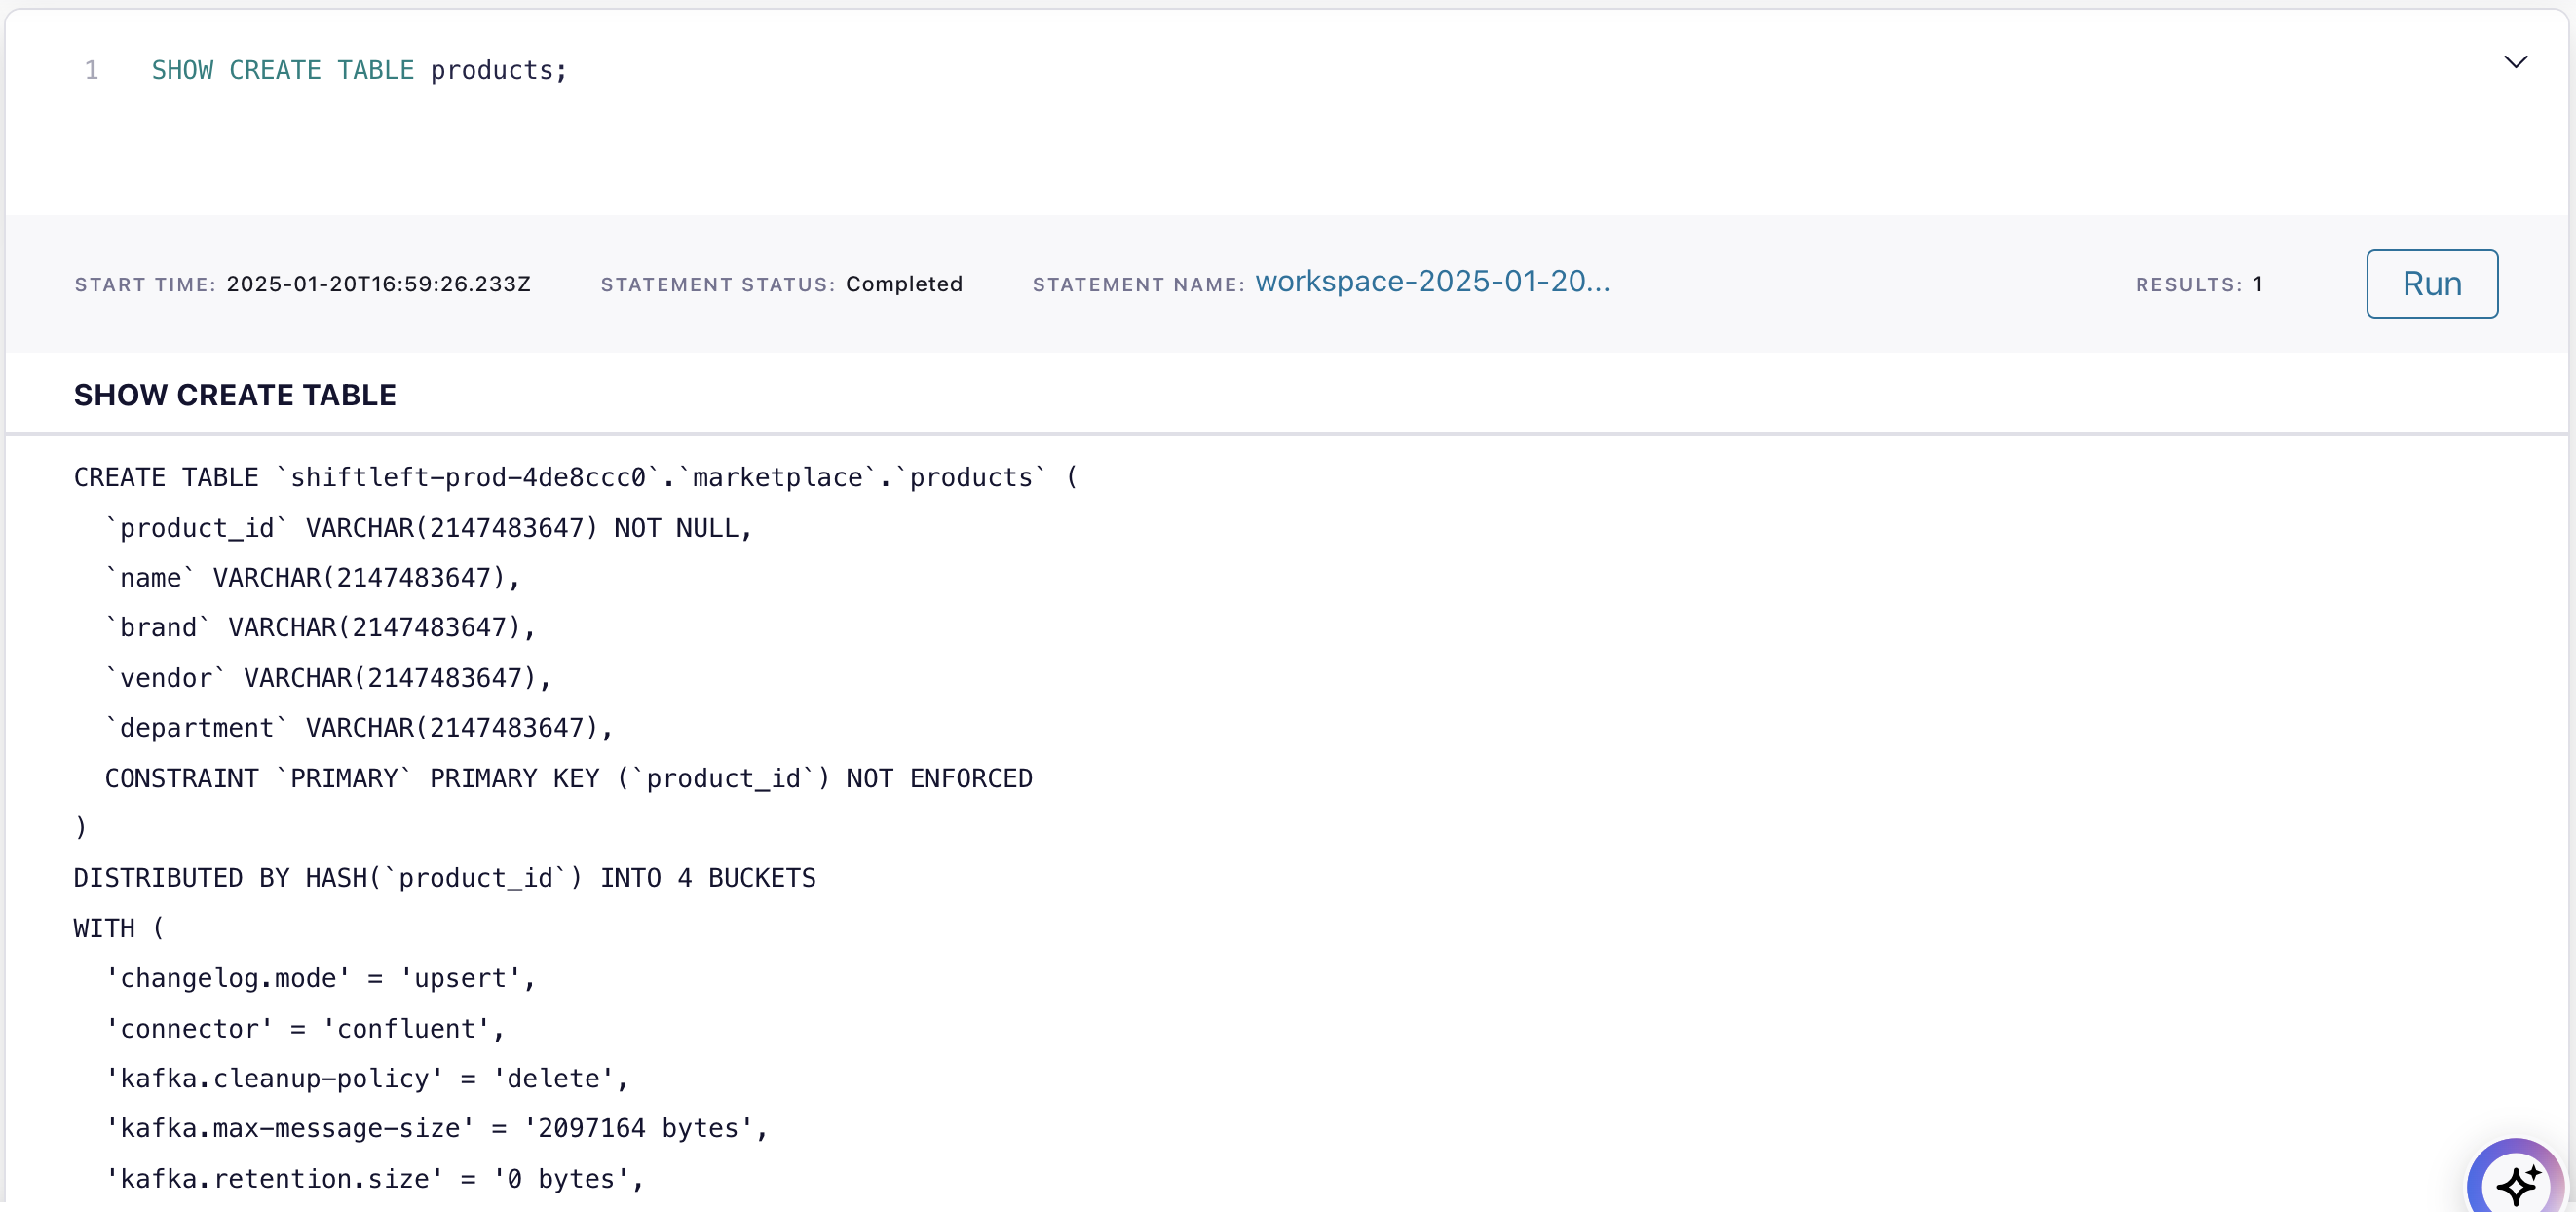 1 SHOW CREATE TABLE products;
START TIME: 2025-01-20T16:59:26.233Z STATEMENT STATUS: Completed STATEMENT NAME: workspace-2025-01-20... RESULTS: 1 Run
SHOW CREATE TABLE
CREATE TABLE `shiftleft-prod-4de8ccc0`.`marketplace`.`products` (
  `product_id` VARCHAR(2147483647) NOT NULL,
  `name` VARCHAR(2147483647),
  `brand` VARCHAR(2147483647),
  `vendor` VARCHAR(2147483647),
  `department` VARCHAR(2147483647),
  CONSTRAINT `PRIMARY` PRIMARY KEY (`product_id`) NOT ENFORCED
)
DISTRIBUTED BY HASH(`product_id`) INTO 4 BUCKETS
WITH (
  'changelog.mode' = 'upsert',
  'connector' = 'confluent',
  'kafka.cleanup-policy' = 'delete',
  'kafka.max-message-size' = '2097164 bytes',
  'kafka.retention.size' = '0 bytes',